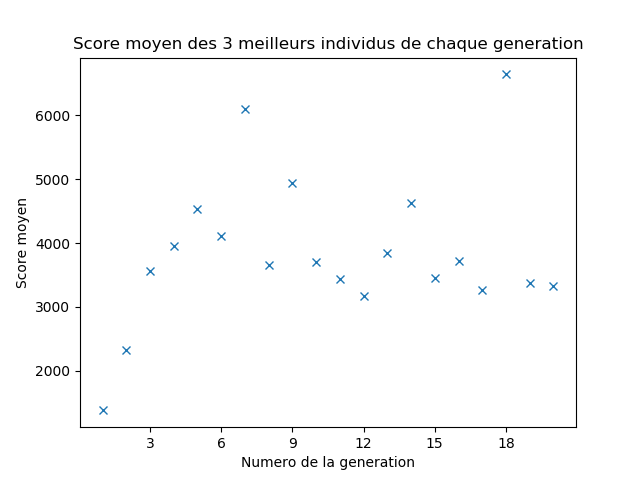 Score moyen des 3 meilleurs individus de chaque generation
6000
5000
4000
3000
2000
Score moyen
3 6 9 12 15 18
Numero de la generation